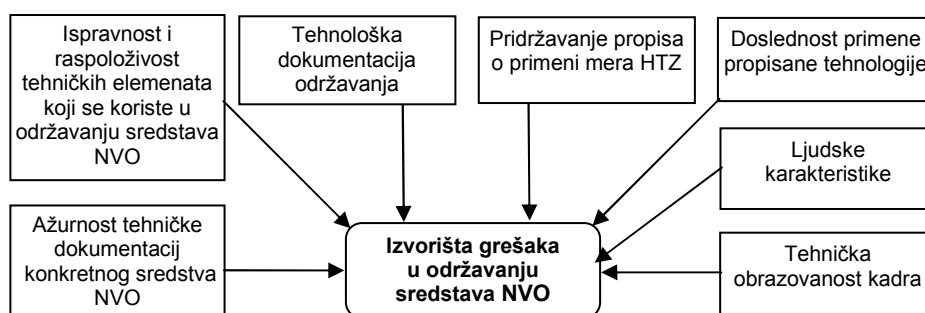 Ispravnost i
raspoloživost
tehničkih elemenata
koji se koriste u
održavanju sredstava
NVO
Tehnološka
dokumentacija
održavanja
Pridržavanje propisa
o primeni mera HTZ
Doslednost primene
propisane tehnologije
Ljudske
karakteristike
Ažurnost tehničke
dokumentacij
konkretnog sredstva
NVO
Izvorišta grešaka
u održavanju
sredstava NVO
Tehnička
obrazovanost kadra